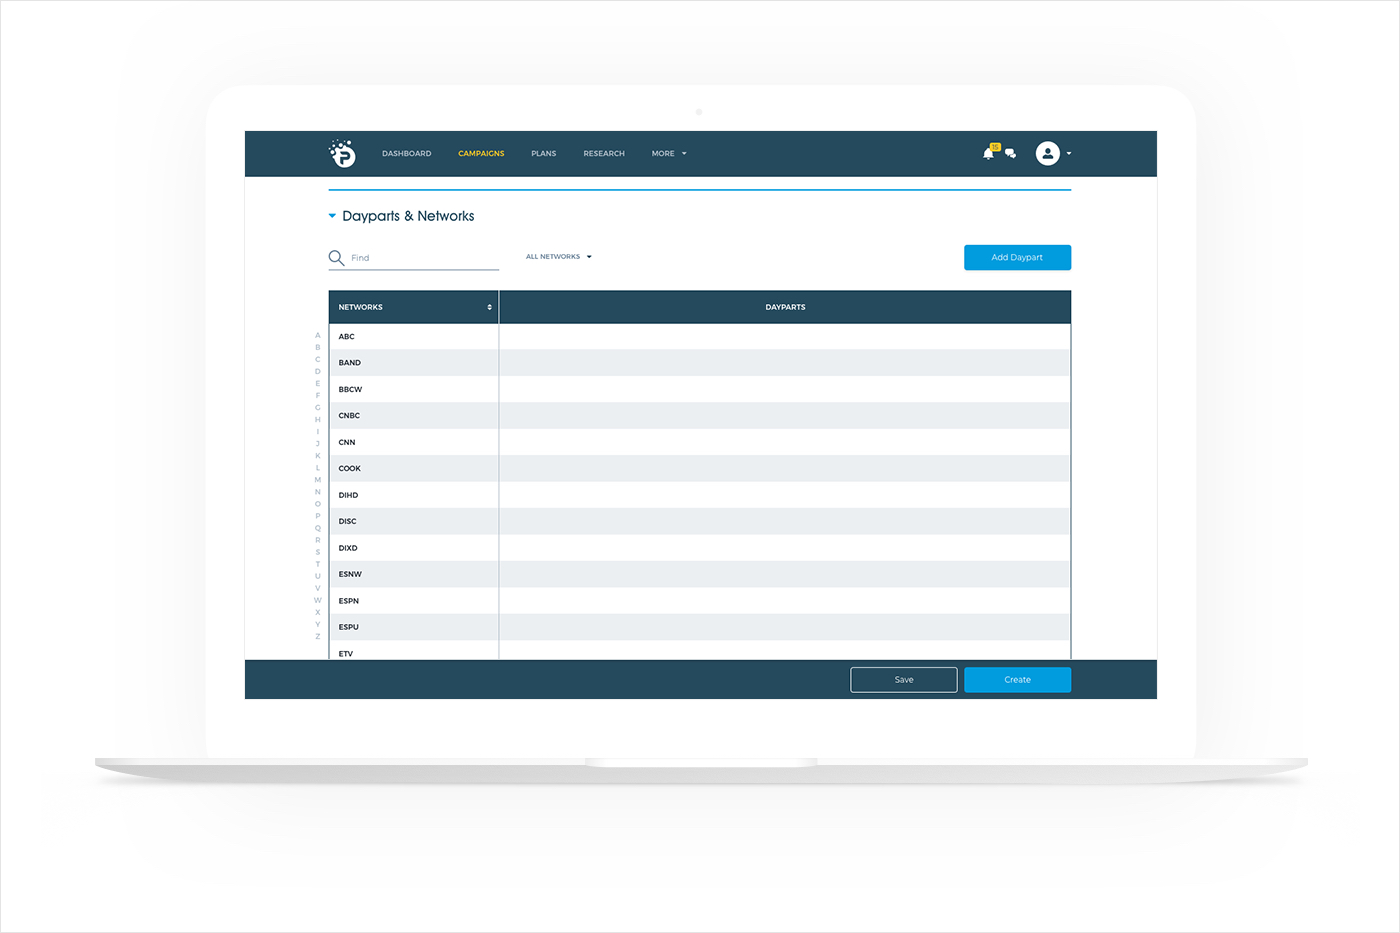 P
DASHBOARD CAMPAIGNS PLANS RESEARCH MORE 15
Dayparts & Networks
Find ALL NETWORKS Add Daypart
NETWORKS DAYPARTS
A
B
C
D
E
F
G
H
I
J
K
L
M
N
O
P
Q
R
S
T
U
V
W
X
Y
Z
ABC
BAND
BBCW
CNBC
CNN
COOK
DIHD
DISC
DIXD
ESNW
ESPN
ESPU
ETV
Save Create